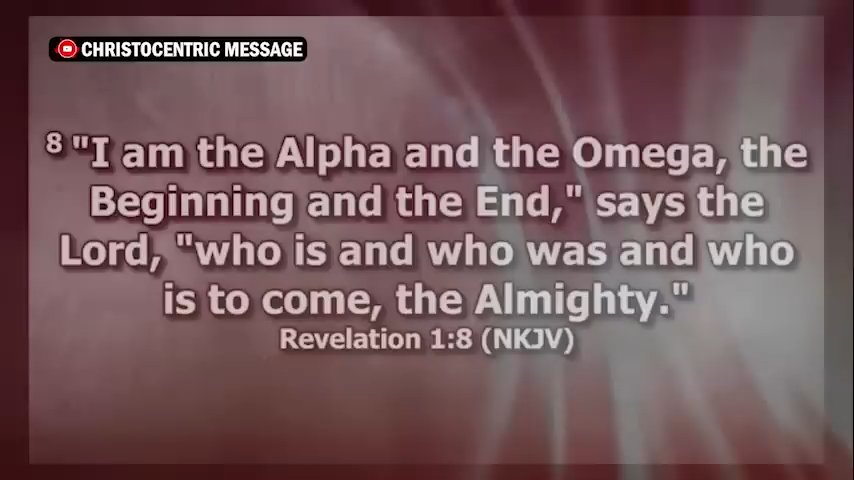 CHRISTOCENTRIC MESSAGE
8 "I am the Alpha and the Omega, the
Beginning and the End," says the
Lord, "who is and who was and who
is to come, the Almighty."
Revelation 1:8 (NKJV)